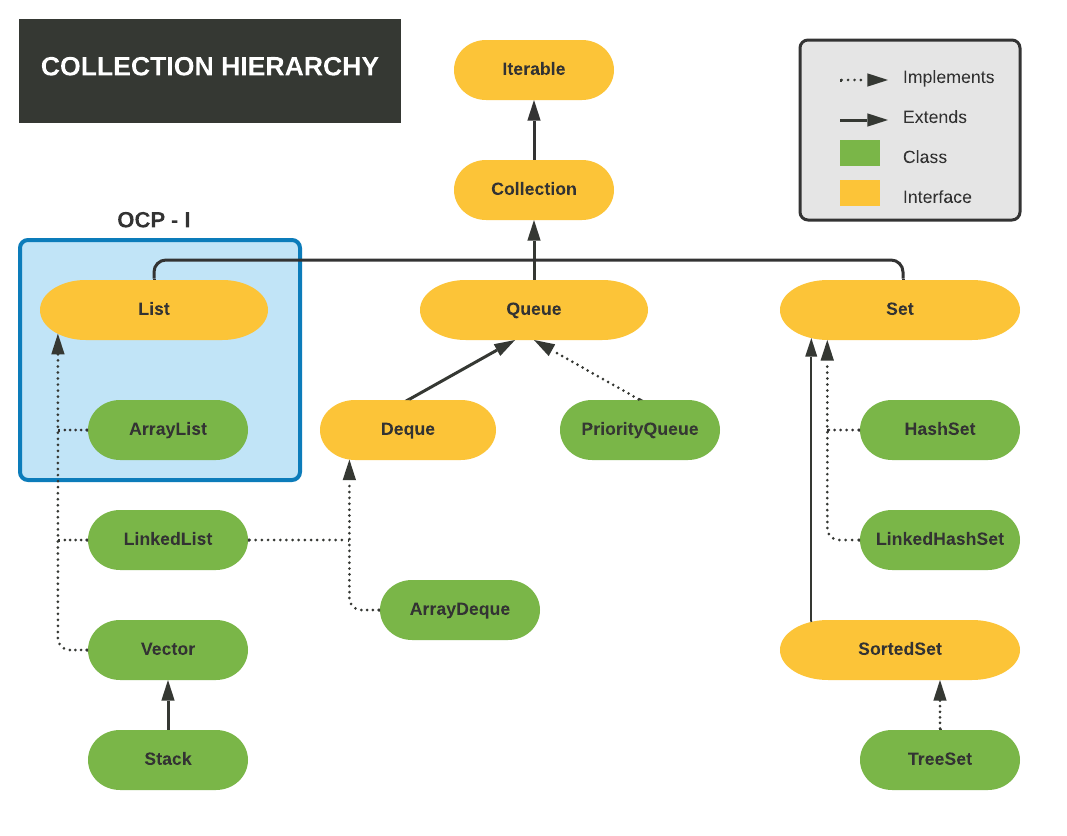 COLLECTION HIERARCHY
Iterable
Implements
Extends
Class
Interface
Collection
OCP - I
List
Queue
Set
ArrayList
Deque
PriorityQueue
HashSet
LinkedList
LinkedHashSet
ArrayDeque
Vector
SortedSet
Stack
TreeSet